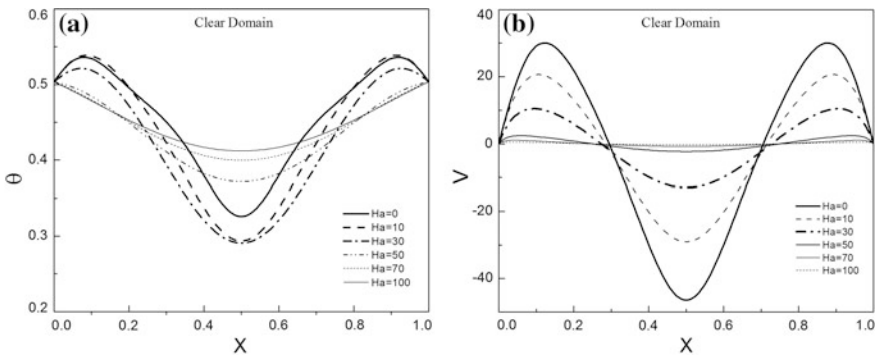 (a)
Clear Domain
0.6
0.5
0.4
0.3
0.2
θ
Ha=0
Ha=10
Ha=30
Ha=50
Ha=70
Ha=100
0.0 0.2 0.4 0.6 0.8 1.0
X
(b)
Clear Domain
40
20
0
-20
-40
V
Ha=0
Ha=10
Ha=30
Ha=50
Ha=70
Ha=100
0.0 0.2 0.4 0.6 0.8 1.0
X